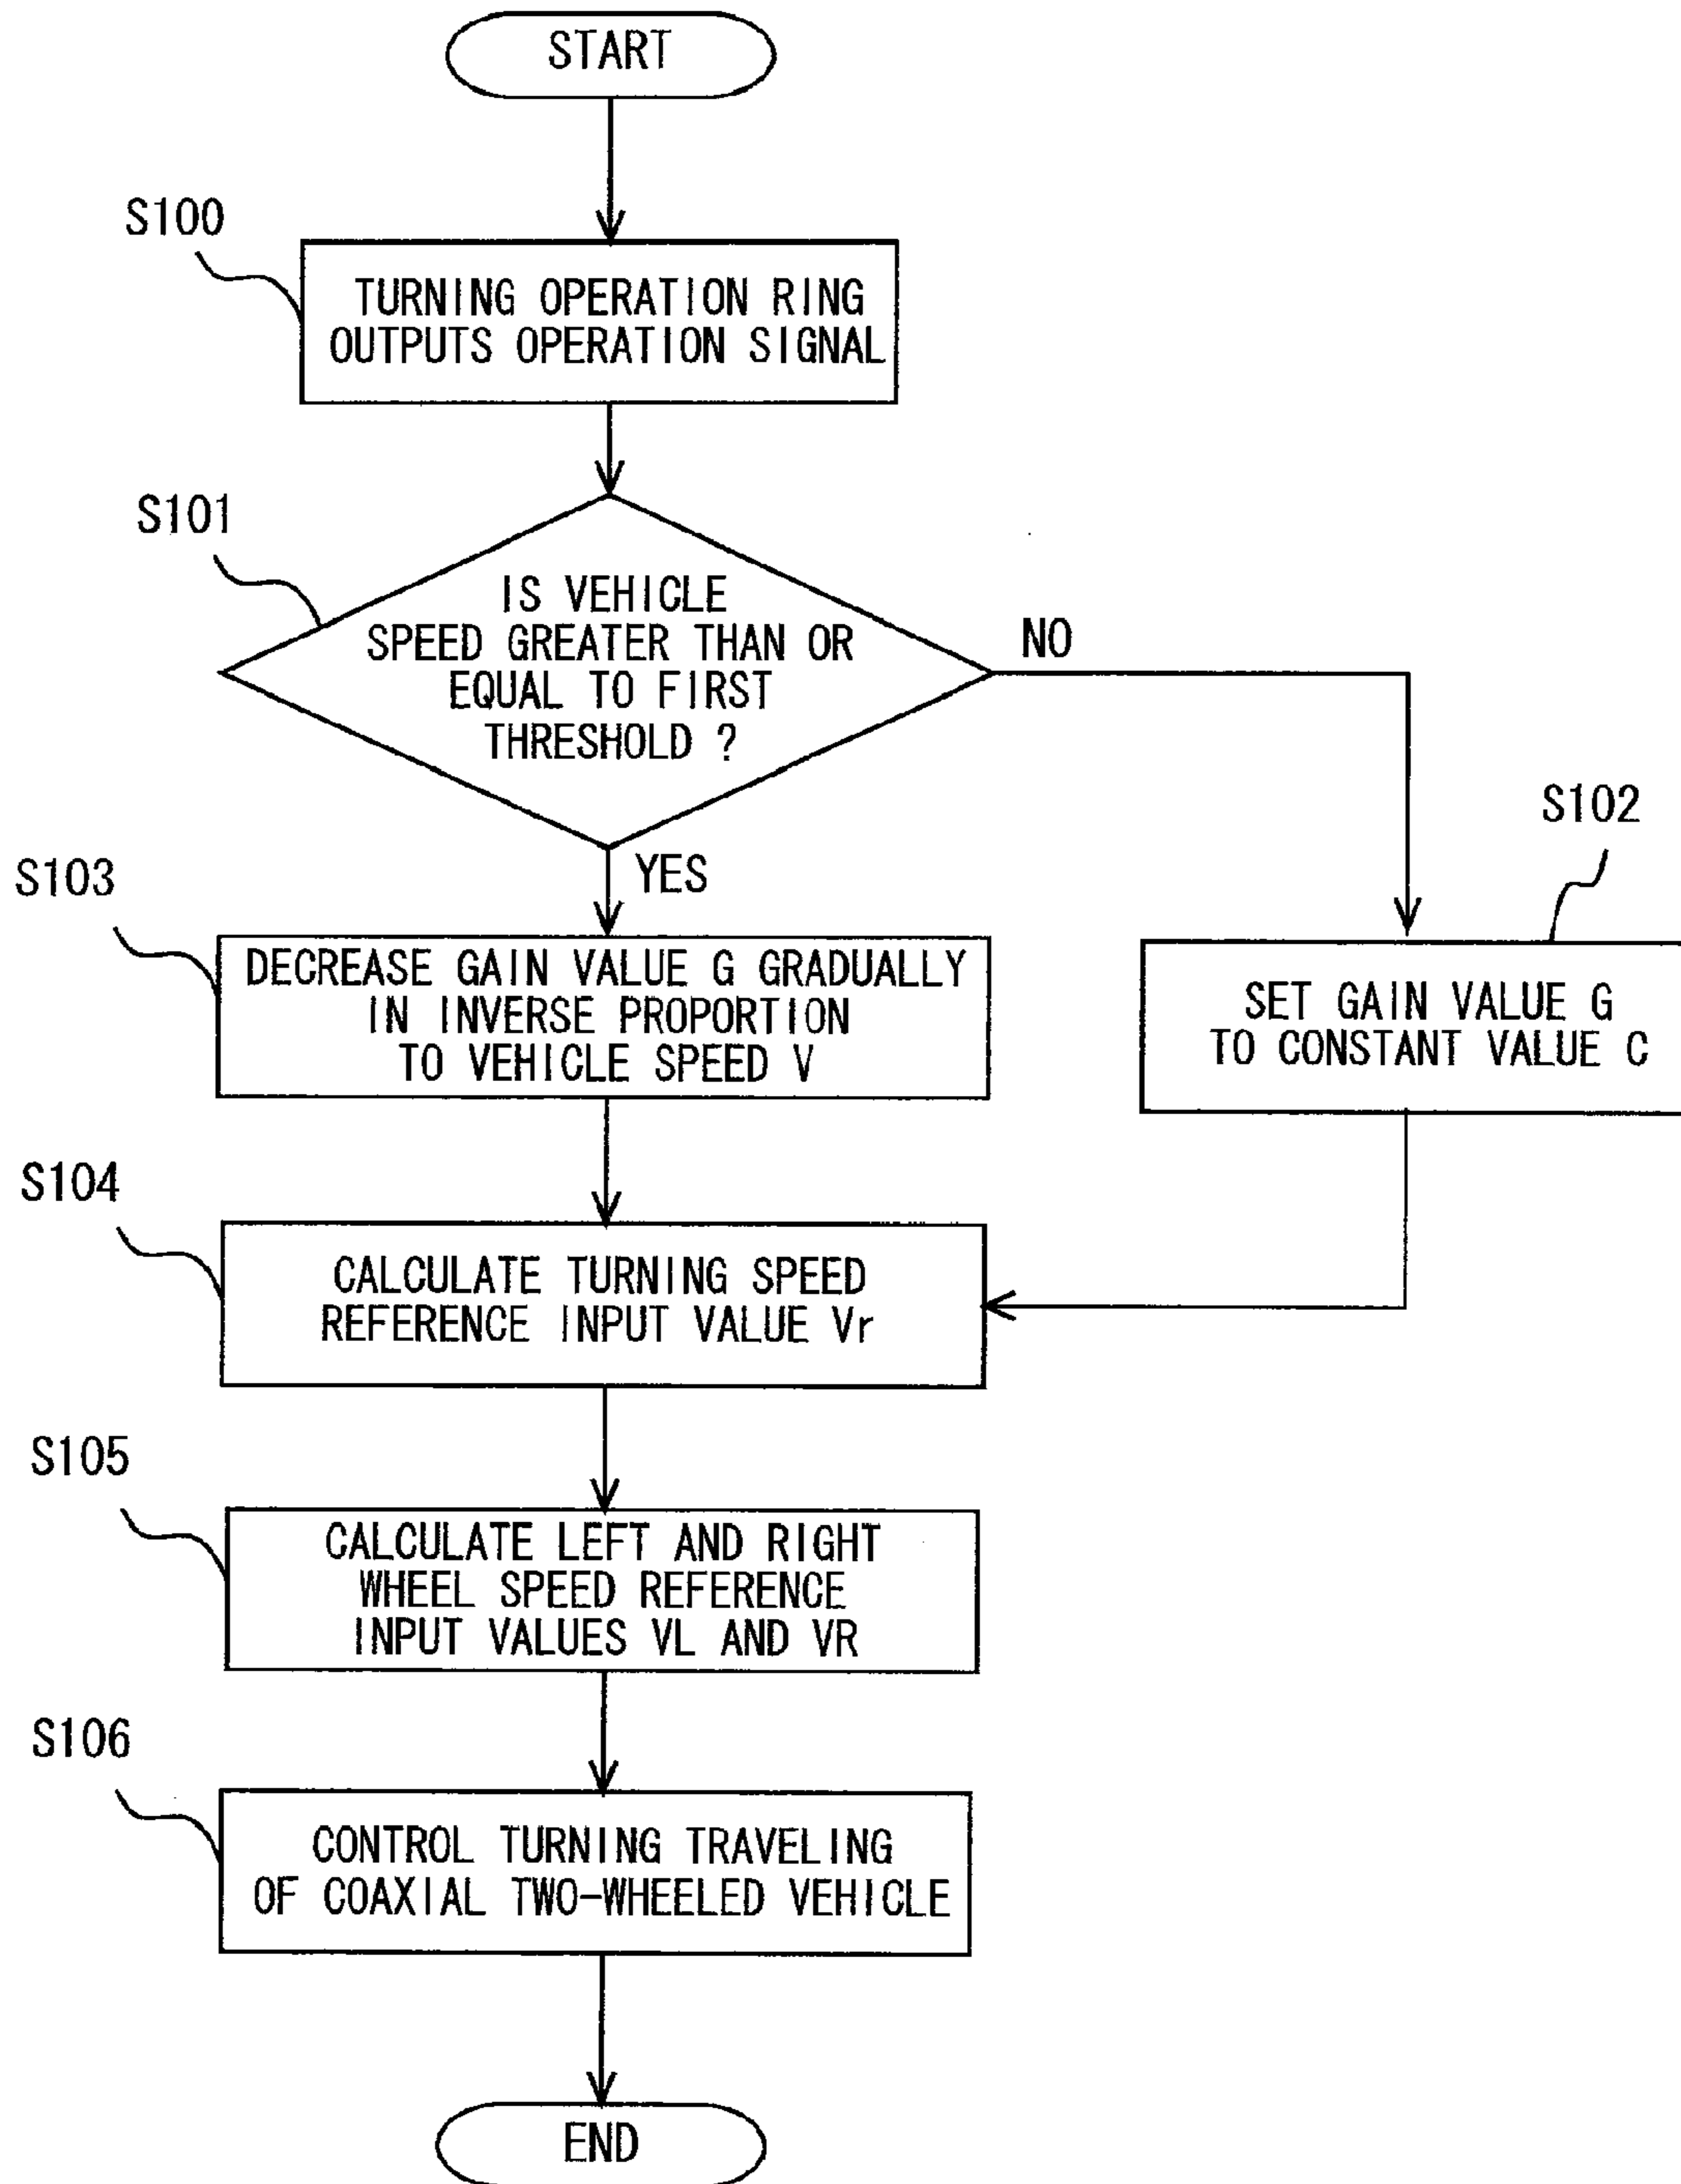 START
S100
TURNING OPERATION RING
OUTPUTS OPERATION SIGNAL
S101
IS VEHICLE
SPEED GREATER THAN OR
EQUAL TO FIRST
THRESHOLD ?
NO
YES
S102
SET GAIN VALUE G
TO CONSTANT VALUE C
S103
DECREASE GAIN VALUE G GRADUALLY
IN INVERSE PROPORTION
TO VEHICLE SPEED V
S104
CALCULATE TURNING SPEED
REFERENCE INPUT VALUE Vr
S105
CALCULATE LEFT AND RIGHT
WHEEL SPEED REFERENCE
INPUT VALUES VL AND VR
S106
CONTROL TURNING TRAVELING
OF COAXIAL TWO-WHEELED VEHICLE
END